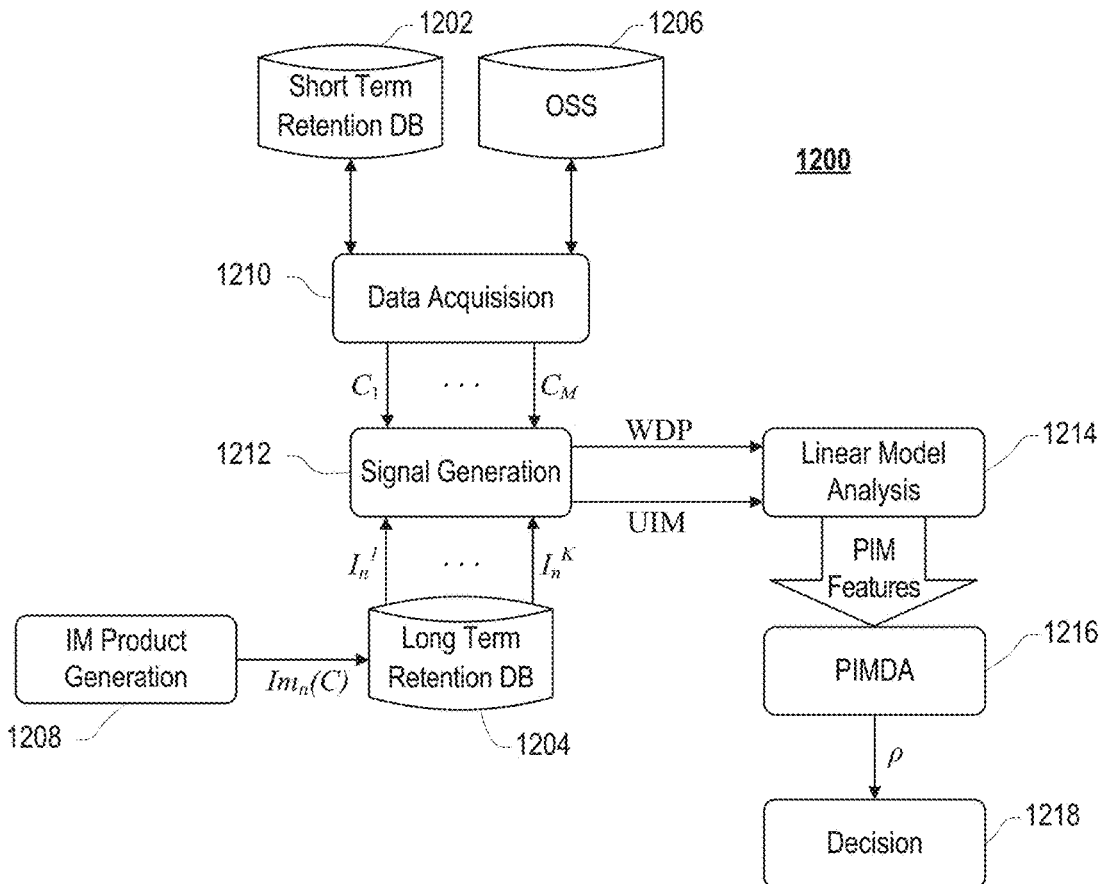 1202
1206
Short Term
Retention DB
OSS
1200
1210
Data Acquisision
C₁ . . . C_M
1212
Signal Generation
WDP
UIM
1214
Linear Model
Analysis
Iₙᴶ . . . Iₙᴷ
PIM
Features
IM Product
Generation
Imₙ(C)
Long Term
Retention DB
1216
PIMDA
1208
1204
ρ
1218
Decision